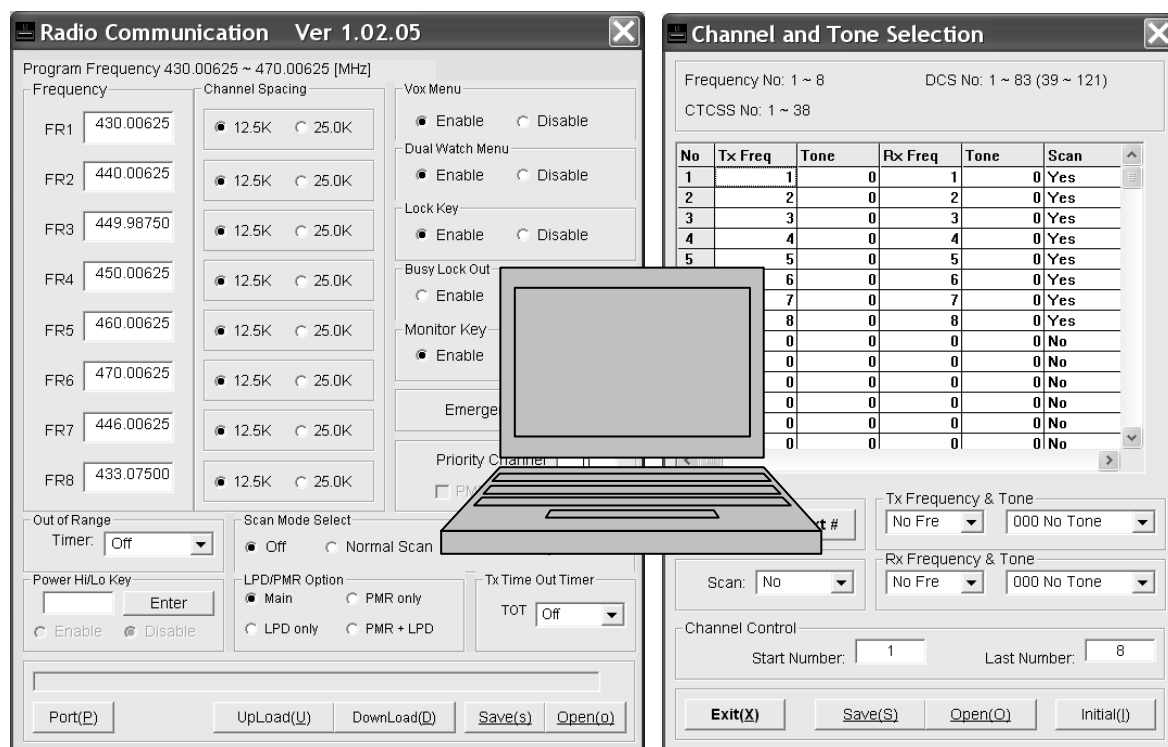 Radio Communication Ver 1.02.05
Program Frequency 430.00625 ~ 470.00625 [MHz]
Frequency
Channel Spacing
FR1 430.00625 12.5K 25.0K
FR2 440.00625 12.5K 25.0K
FR3 449.98750 12.5K 25.0K
FR4 450.00625 12.5K 25.0K
FR5 460.00625 12.5K 25.0K
FR6 470.00625 12.5K 25.0K
FR7 446.00625 12.5K 25.0K
FR8 433.07500 12.5K 25.0K
Vox Menu
Enable Disable
Dual Watch Menu
Enable Disable
Lock Key
Enable Disable
Busy Lock Out
Enable
Monitor Key
Enable
Priority Channel
Out of Range
Timer: Off
Scan Mode Select
Off Normal Scan
Power Hi/Lo Key
Enter
Enable Disable
LPD/PMR Option
Main PMR only
LPD only PMR + LPD
Tx Time Out Timer
TOT Off
Port(P) UpLoad(U) DownLoad(D) Save(s) Open(o)
Channel and Tone Selection
Frequency No: 1 ~ 8 DCS No: 1 ~ 83 (39 ~ 121)
CTCSS No: 1 ~ 38
No Tx Freq Tone Rx Freq Tone Scan
1 1 0 1 0 Yes
2 2 0 2 0 Yes
3 3 0 3 0 Yes
4 4 0 4 0 Yes
5 5 0 5 0 Yes
6 0 6 0 Yes
7 0 7 0 Yes
8 0 8 0 Yes
0 0 0 0 No
0 0 0 0 No
0 0 0 0 No
0 0 0 0 No
0 0 0 0 No
0 0 0 0 No
#
Tx Frequency & Tone
No Fre 000 No Tone
Scan: No
Rx Frequency & Tone
No Fre 000 No Tone
Channel Control
Start Number: 1 Last Number: 8
Exit(X) Save(S) Open(O) Initial(I)